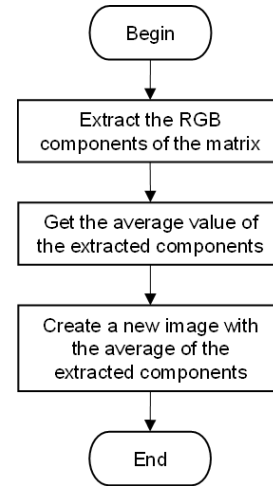 Begin
Extract the RGB
components of the matrix
Get the average value of
the extracted components
Create a new image with
the average of the
extracted components
End